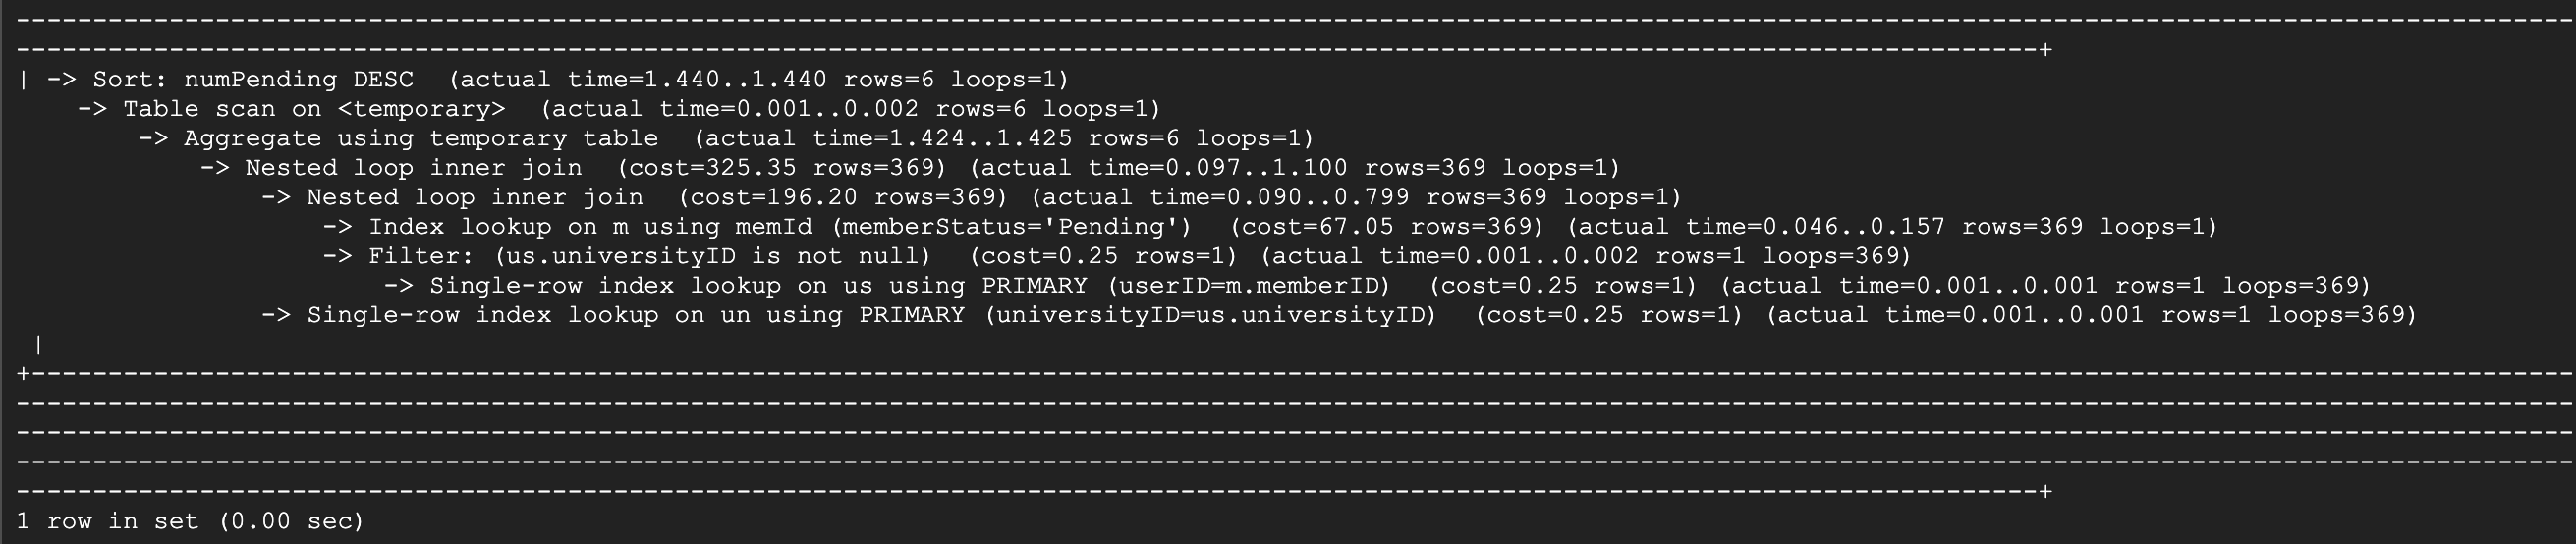 ------------------------------------------------------------------------------------------------------------------------------------------------------------------------
-------------------------------------------------------------------------------------------------------------------------------------+
| -> Sort: numPending DESC  (actual time=1.440..1.440 rows=6 loops=1)
    -> Table scan on <temporary>  (actual time=0.001..0.002 rows=6 loops=1)
        -> Aggregate using temporary table  (actual time=1.424..1.425 rows=6 loops=1)
            -> Nested loop inner join  (cost=325.35 rows=369) (actual time=0.097..1.100 rows=369 loops=1)
                -> Nested loop inner join  (cost=196.20 rows=369) (actual time=0.090..0.799 rows=369 loops=1)
                    -> Index lookup on m using memId (memberStatus='Pending')  (cost=67.05 rows=369) (actual time=0.046..0.157 rows=369 loops=1)
                    -> Filter: (us.universityID is not null)  (cost=0.25 rows=1) (actual time=0.001..0.002 rows=1 loops=369)
                        -> Single-row index lookup on us using PRIMARY (userID=m.memberID)  (cost=0.25 rows=1) (actual time=0.001..0.001 rows=1 loops=369)
                -> Single-row index lookup on un using PRIMARY (universityID=us.universityID)  (cost=0.25 rows=1) (actual time=0.001..0.001 rows=1 loops=369)
 |
+-----------------------------------------------------------------------------------------------------------------------------------------------------------------------
------------------------------------------------------------------------------------------------------------------------------------------------------------------------
------------------------------------------------------------------------------------------------------------------------------------------------------------------------
------------------------------------------------------------------------------------------------------------------------------------------------------------------------
-------------------------------------------------------------------------------------------------------------------------------------+
1 row in set (0.00 sec)